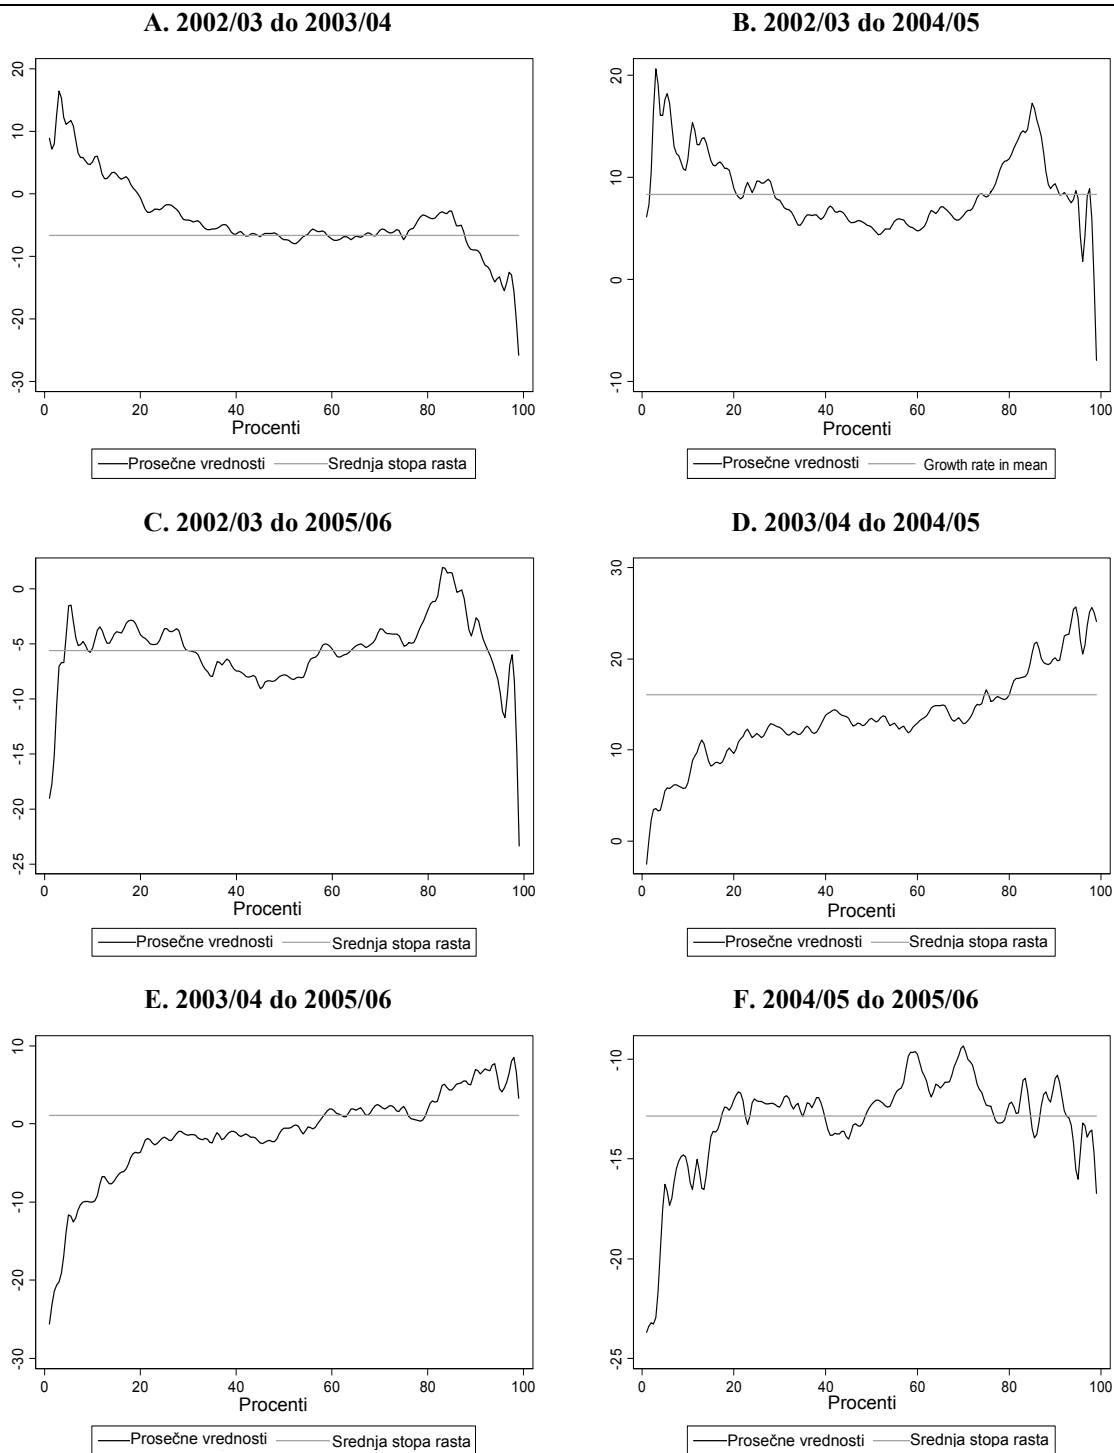 A. 2002/03 do 2003/04
20
10
0
-10
-20
-30
0 20 40 60 80 100
Procenti
Prosečne vrednosti Srednja stopa rasta
B. 2002/03 do 2004/05
20
10
0
-10
0 20 40 60 80 100
Procenti
Prosečne vrednosti Growth rate in mean
C. 2002/03 do 2005/06
0
-5
-10
-15
-20
-25
0 20 40 60 80 100
Procenti
Prosečne vrednosti Srednja stopa rasta
D. 2003/04 do 2004/05
30
20
10
0
0 20 40 60 80 100
Procenti
Prosečne vrednosti Srednja stopa rasta
E. 2003/04 do 2005/06
10
0
-10
-20
-30
0 20 40 60 80 100
Procenti
Prosečne vrednosti Srednja stopa rasta
F. 2004/05 do 2005/06
-10
-15
-20
-25
0 20 40 60 80 100
Procenti
Prosečne vrednosti Srednja stopa rasta